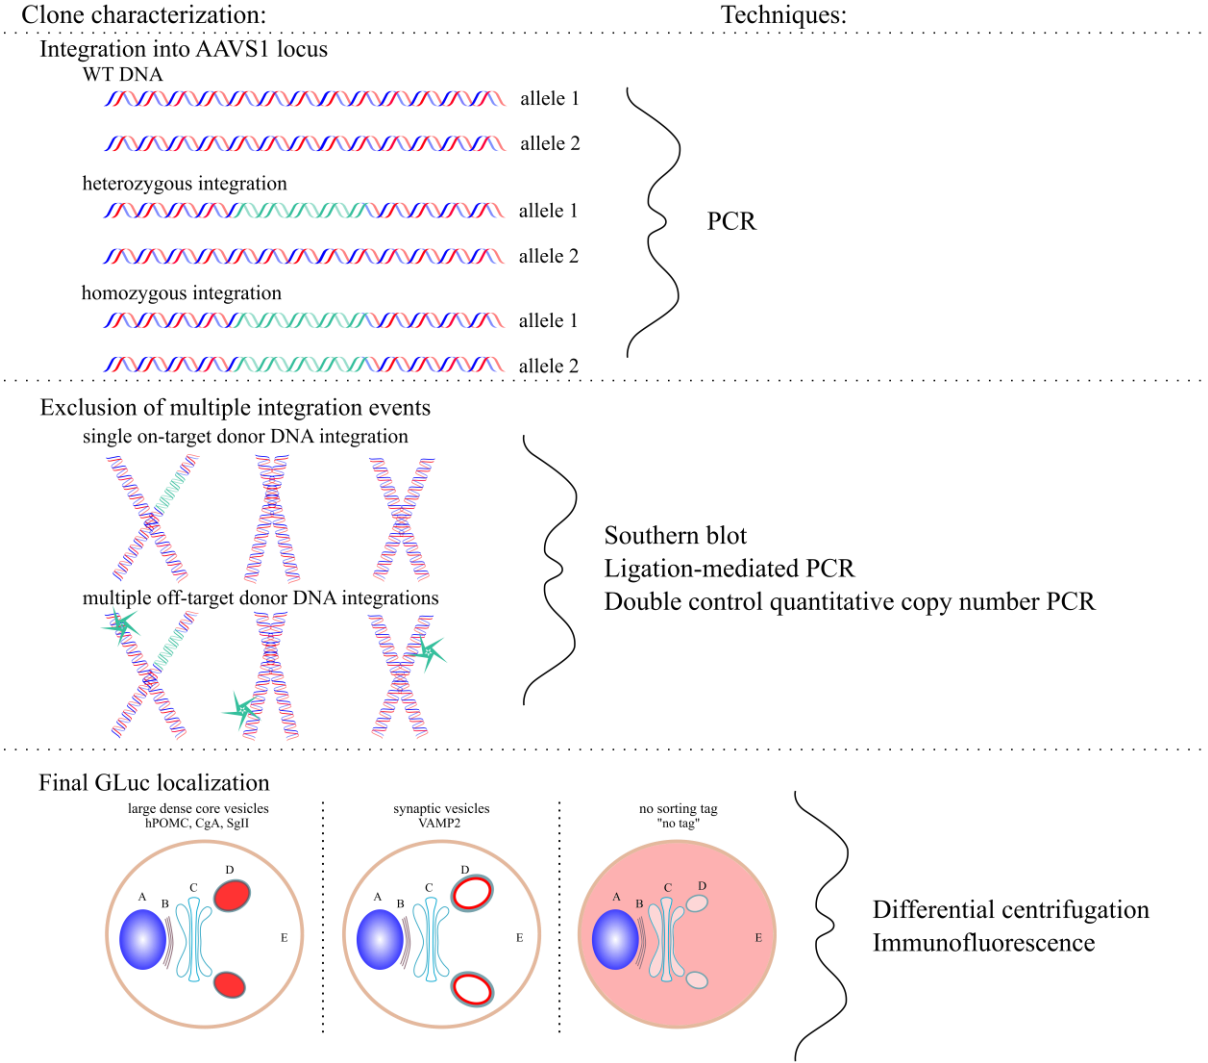 Clone characterization:
Techniques:
Integration into AAVS1 locus
WT DNA
allele 1
allele 2
heterozygous integration
allele 1
allele 2
homozygous integration
allele 1
allele 2
PCR
Exclusion of multiple integration events
single on-target donor DNA integration
multiple off-target donor DNA integrations
Southern blot
Ligation-mediated PCR
Double control quantitative copy number PCR
Final GLuc localization
large dense core vesicles
hPOMC, CgA, SgII
A
B
C
D
E
synaptic vesicles
VAMP2
A
B
C
D
E
no sorting tag
"no tag"
A
B
C
D
E
Differential centrifugation
Immunofluorescence